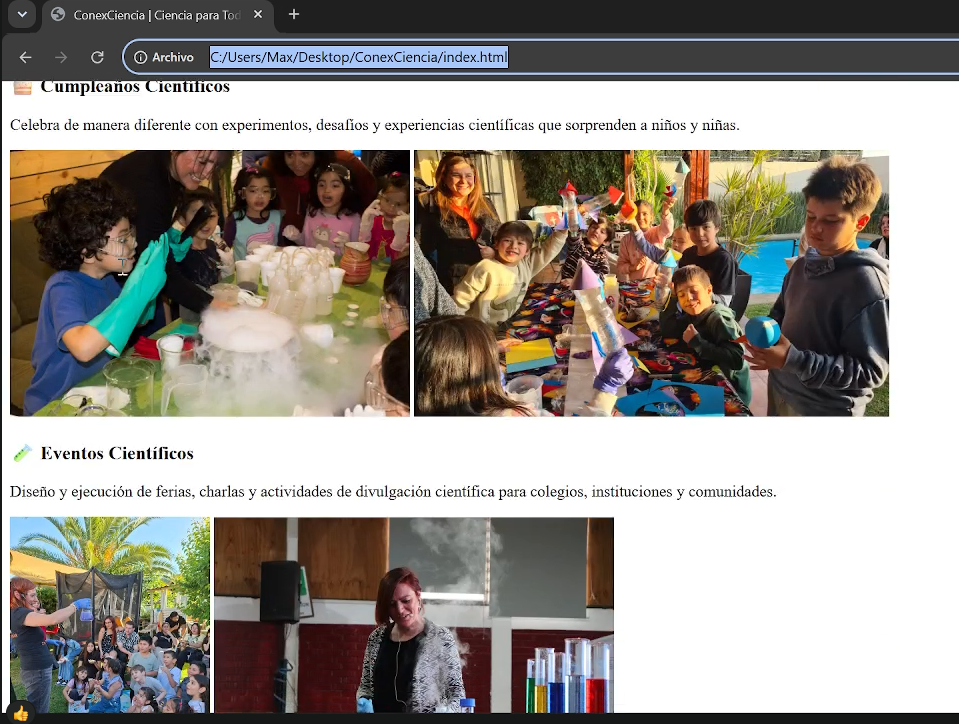 ConexCiencia | Ciencia para Tod
Archivo
C:/Users/Max/Desktop/ConexCiencia/index.html
Cumpleaños Científicos
Celebra de manera diferente con experimentos, desafíos y experiencias científicas que sorprenden a niños y niñas.
Eventos Científicos
Diseño y ejecución de ferias, charlas y actividades de divulgación científica para colegios, instituciones y comunidades.